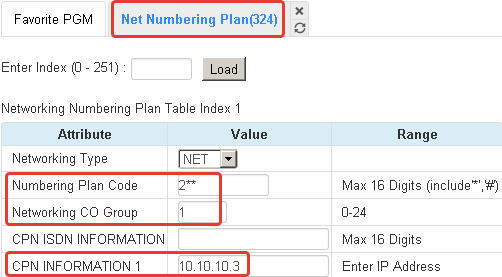 Favorite PGM Net Numbering Plan(324)
Enter Index (0 - 251) : Load
Networking Numbering Plan Table Index 1
Attribute Value Range
Networking Type NET
Numbering Plan Code 2** Max 16 Digits (include'*','#')
Networking CO Group 1 0-24
CPN ISDN INFORMATION Max 16 Digits
CPN INFORMATION 1 10.10.10.3 Enter IP Address